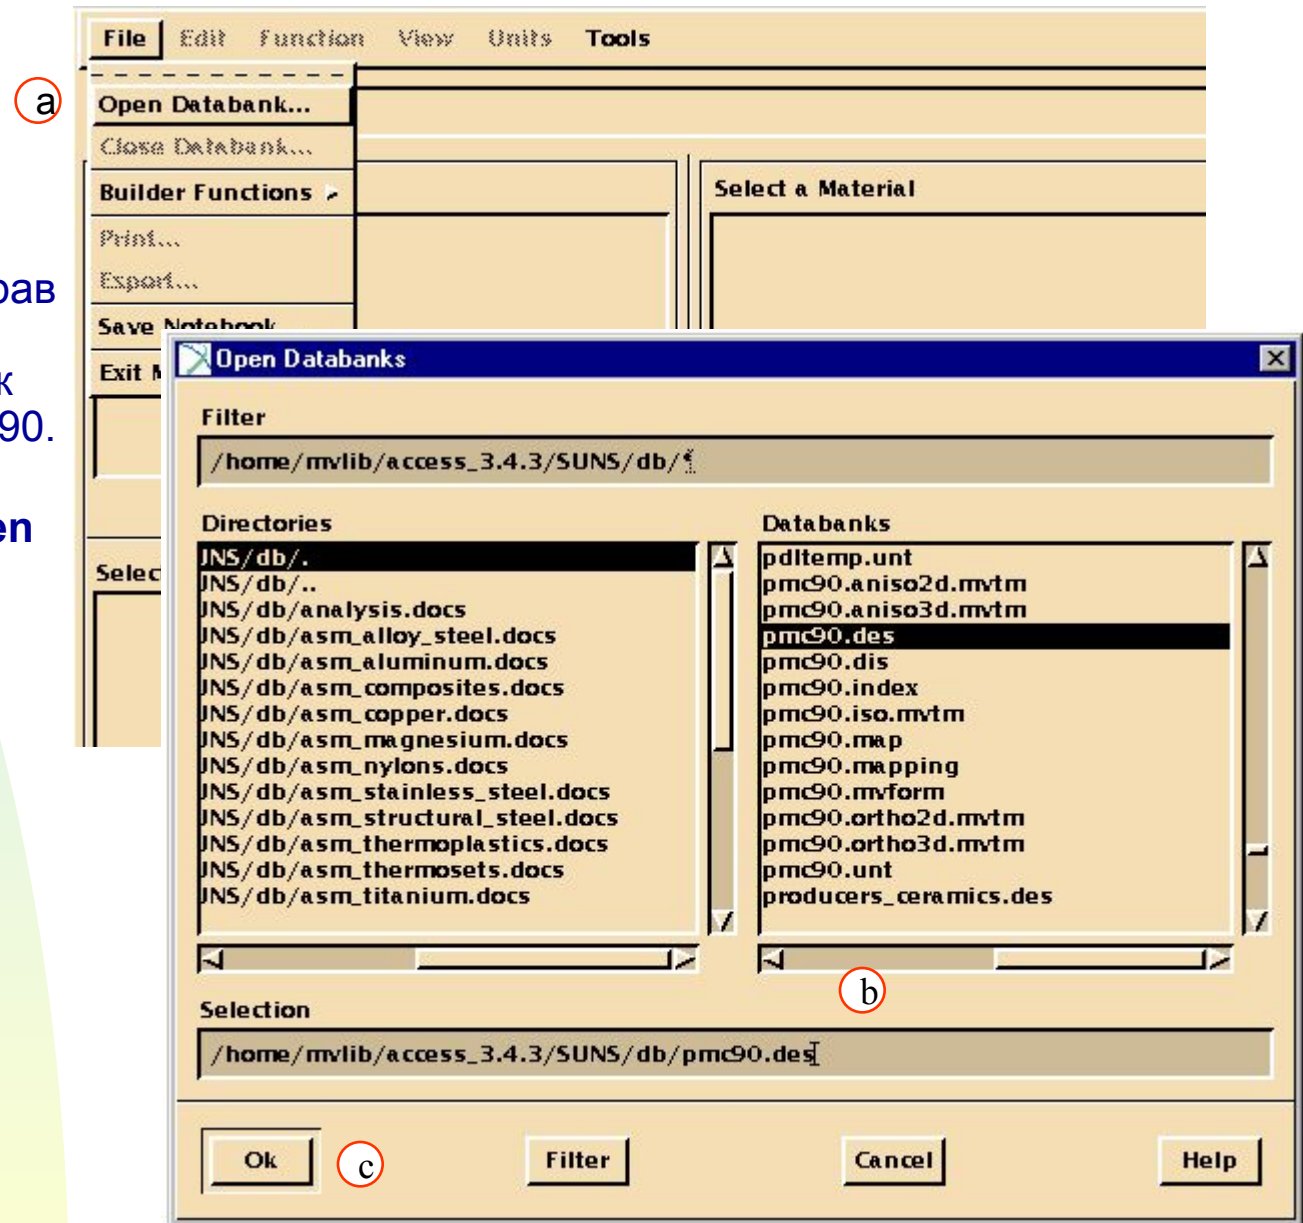 File Edit Function View Units Tools
a
Open Databank...
Close Databank...
Builder Functions
Select a Material
Print...
Export...
Save Notebook
Exit
рав
к
90.
en
Selec
Open Databanks
Filter
/home/mvlib/access_3.4.3/SUNS/db/
Directories
JNS/db/.
JNS/db/..
JNS/db/analysis.docs
JNS/db/asm_alloy_steel.docs
JNS/db/asm_aluminum.docs
JNS/db/asm_composites.docs
JNS/db/asm_copper.docs
JNS/db/asm_magnesium.docs
JNS/db/asm_nylons.docs
JNS/db/asm_stainless_steel.docs
JNS/db/asm_structural_steel.docs
JNS/db/asm_thermoplastics.docs
JNS/db/asm_thermosets.docs
JNS/db/asm_titanium.docs
Databanks
pdltemp.unt
pmc90.aniso2d.mvtm
pmc90.aniso3d.mvtm
pmc90.des
pmc90.dis
pmc90.index
pmc90.iso.mvtm
pmc90.map
pmc90.mapping
pmc90.mvform
pmc90.ortho2d.mvtm
pmc90.ortho3d.mvtm
pmc90.unt
producers_ceramics.des
b
Selection
/home/mvlib/access_3.4.3/SUNS/db/pmc90.des
Ok
c
Filter
Cancel
Help